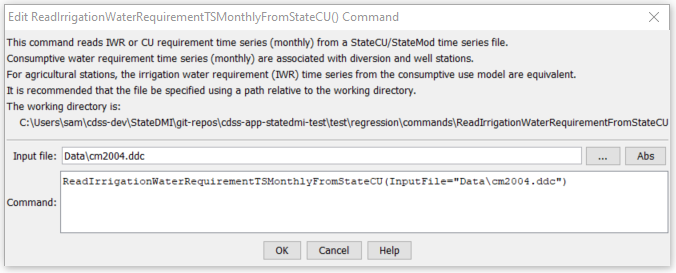 Edit ReadIrrigationWaterRequirementTSMonthlyFromStateCU() Command
This command reads IWR or CU requirement time series (monthly) from a StateCU/StateMod time series file.
Consumptive water requirement time series (monthly) are associated with diversion and well stations.
For agricultural stations, the irrigation water requirement (IWR) time series from the consumptive use model are equivalent.
It is recommended that the file be specified using a path relative to the working directory.
The working directory is:
C:\Users\sam\cdss-dev\StateDMI\git-repos\cdss-app-statedmi-test\test\regression\commands\ReadIrrigationWaterRequirementFromStateCU
Input file: Data\cm2004.ddc ... Abs
ReadIrrigationWaterRequirementTSMonthlyFromStateCU(InputFile="Data\cm2004.ddc")
Command:
OK Cancel Help